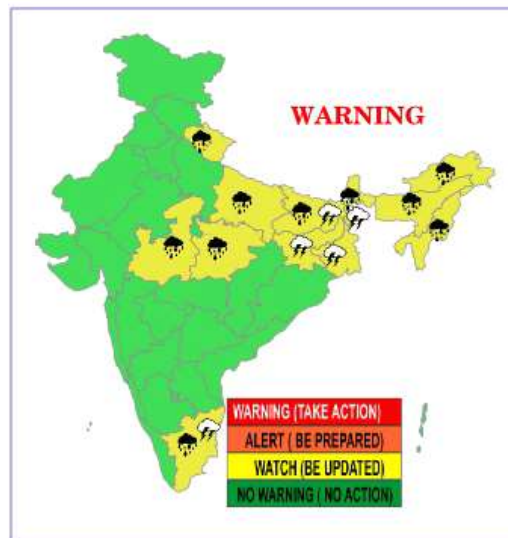 WARNING
WARNING (TAKE ACTION)
ALERT ( BE PREPARED)
WATCH (BE UPDATED)
NO WARNING ( NO ACTION)